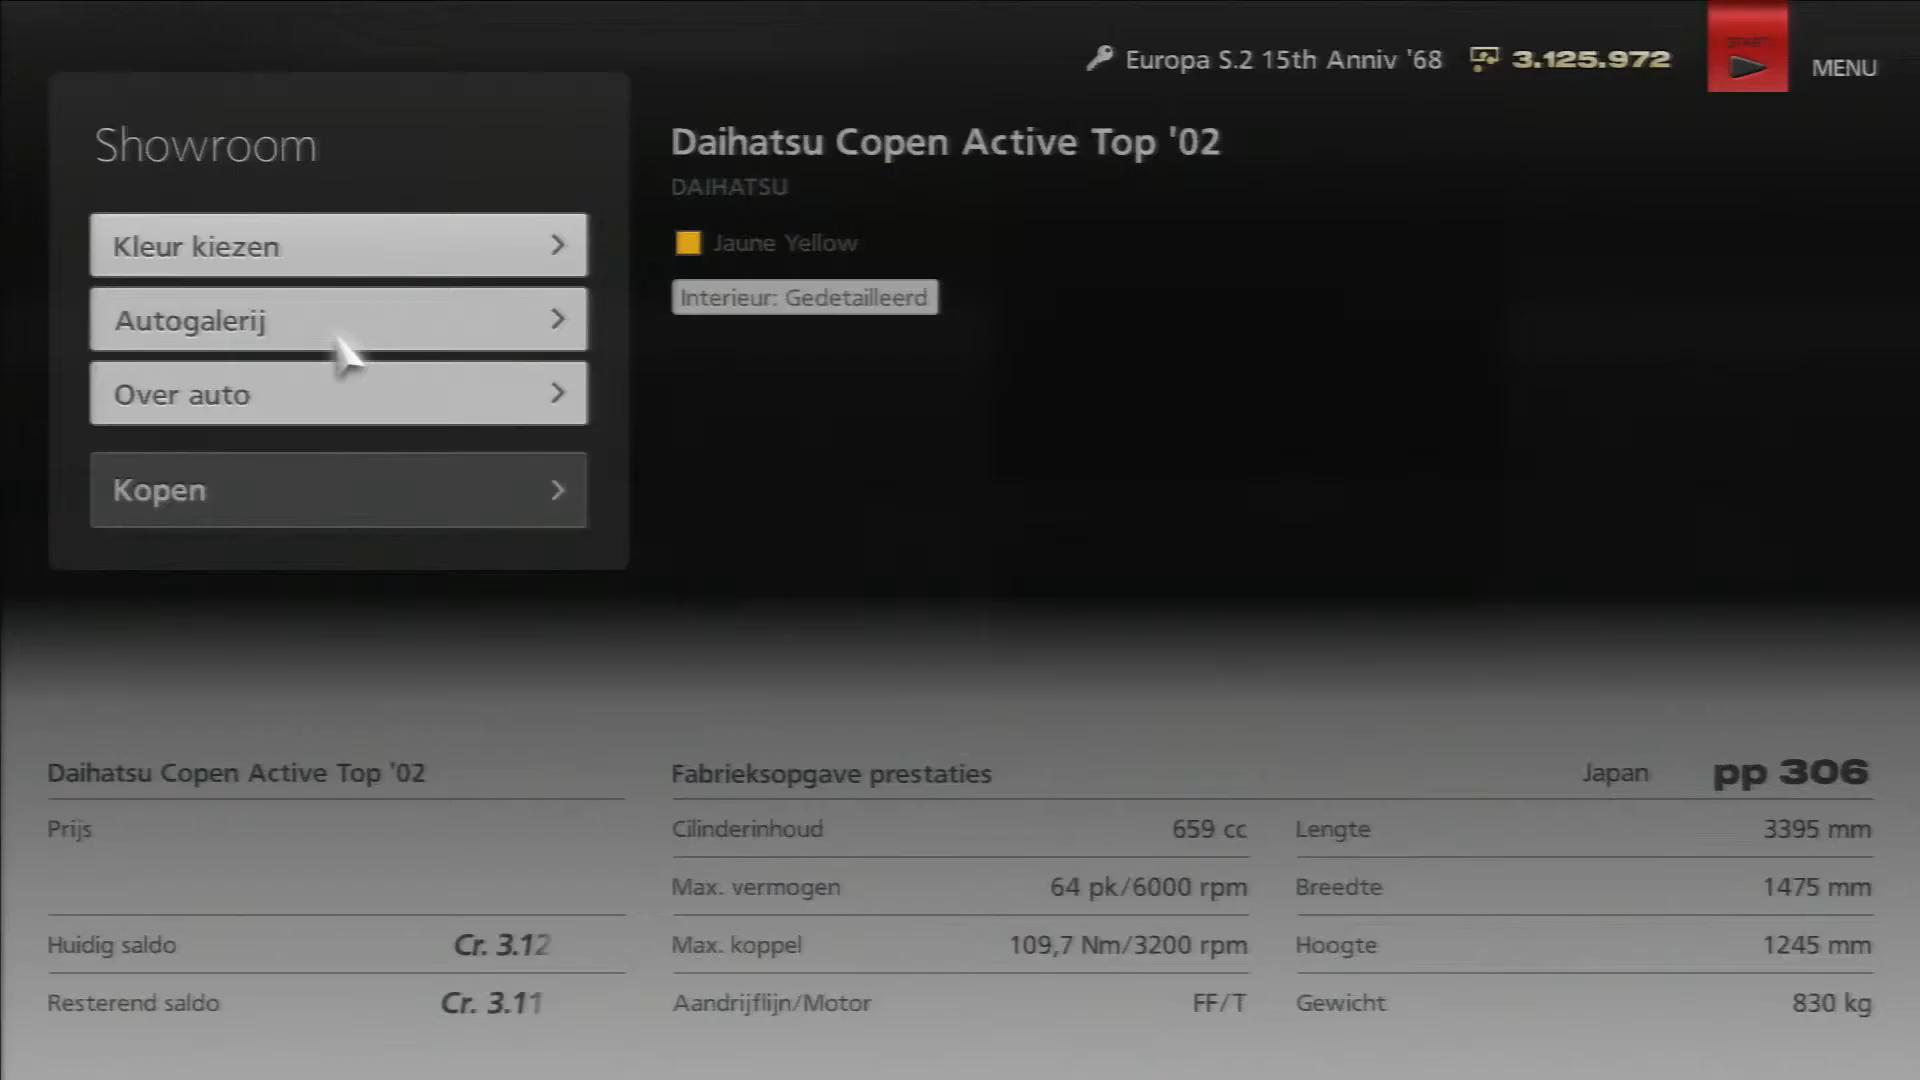 Europa S.2 15th Anniv '68 3.125.972
START
MENU
Showroom
Kleur kiezen
Autogalerij
Over auto
Kopen
Daihatsu Copen Active Top '02
DAIHATSU
Jaune Yellow
Interieur: Gedetailleerd
Daihatsu Copen Active Top '02
Prijs
Huidig saldo Cr. 3.12
Resterend saldo Cr. 3.11
Fabrieksopgave prestaties Japan pp 306
Cilinderinhoud 659 cc
Max. vermogen 64 pk/6000 rpm
Max. koppel 109,7 Nm/3200 rpm
Aandrijflijn/Motor FF/T
Lengte 3395 mm
Breedte 1475 mm
Hoogte 1245 mm
Gewicht 830 kg